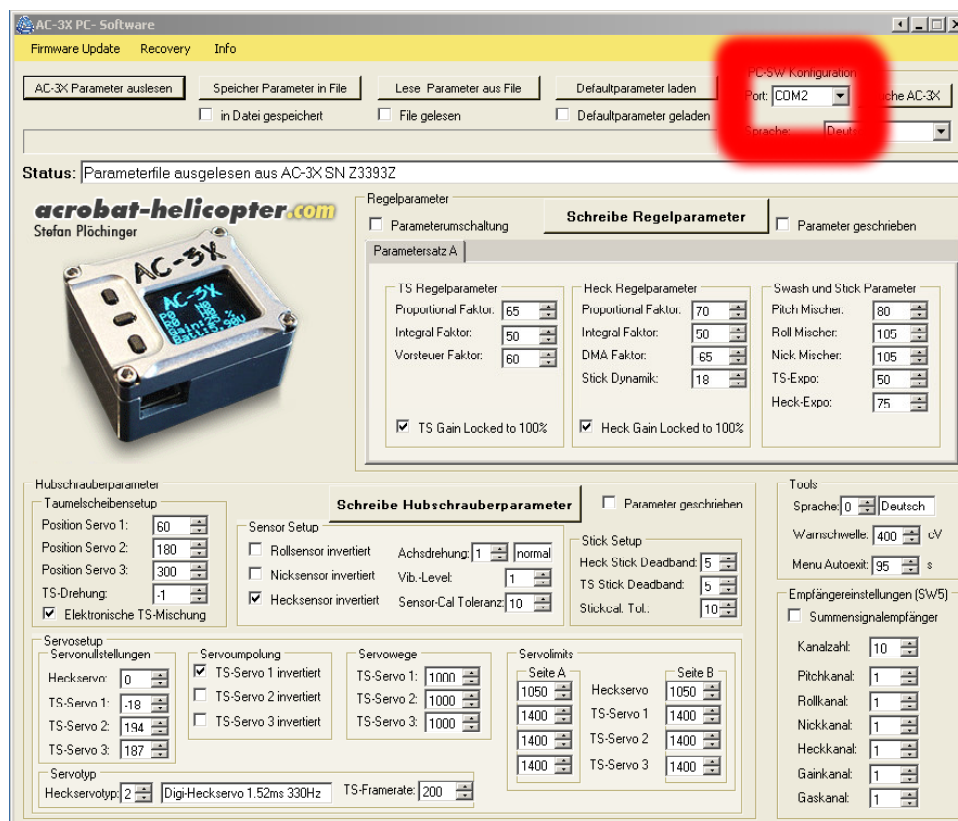 AC-3X PC- Software
Firmware Update Recovery Info
AC-3X Parameter auslesen Speicher Parameter in File Lese Parameter aus File Defaultparameter laden
in Datei gespeichert File gelesen Defaultparameter geladen
PC-SW Konfiguration
Port: COM2 AC-3X
Sprache:
Status: Parameterfile ausgelesen aus AC-3X SN Z3393Z
acrobat-helicopter.com
Stefan Plöchinger
AC-3X
AC-3X
Regelparameter
Parameterumschaltung Schreibe Regelparameter Parameter geschrieben
Parametersatz A
TS Regelparameter
Proportional Faktor: 65
Integral Faktor: 50
Vorsteuer Faktor: 60
TS Gain Locked to 100%
Heck Regelparameter
Proportional Faktor: 70
Integral Faktor: 50
DMA Faktor: 65
Stick Dynamik: 18
Heck Gain Locked to 100%
Swash und Stick Parameter
Pitch Mischer: 80
Roll Mischer: 105
Nick Mischer: 105
TS-Expo: 50
Heck-Expo: 75
Hubschrauberparameter
Schreibe Hubschrauberparameter Parameter geschrieben
Taumelscheibensetup
Position Servo 1: 60
Position Servo 2: 180
Position Servo 3: 300
TS-Drehung: -1
Elektronische TS-Mischung
Sensor Setup
Rollsensor invertiert Achsdrehung: 1 normal
Nicksensor invertiert Vib.-Level: 1
Hecksensor invertiert Sensor-Cal Toleranz: 10
Stick Setup
Heck Stick Deadband: 5
TS Stick Deadband: 5
Stickcal. Tol.: 10
Servosetup
Servonullstellungen
Heckservo: 0
TS-Servo 1: -18
TS-Servo 2: 194
TS-Servo 3: 187
Servoumpolung
TS-Servo 1 invertiert
TS-Servo 2 invertiert
TS-Servo 3 invertiert
Servowege
TS-Servo 1: 1000
TS-Servo 2: 1000
TS-Servo 3: 1000
Servolimits
Seite A Seite B
1050 Heckservo 1050
1400 TS-Servo 1 1400
1400 TS-Servo 2 1400
1400 TS-Servo 3 1400
Servotyp
Heckservotyp: 2 Digi-Heckservo 1.52ms 330Hz TS-Framerate: 200
Tools
Sprache: 0 Deutsch
Warnschwelle: 400 cV
Menu Autoexit: 95 s
Empfängereinstellungen (SW5)
Summensignalempfänger
Kanalzahl: 10
Pitchkanal: 1
Rollkanal: 1
Nickkanal: 1
Heckkanal: 1
Gainkanal: 1
Gaskanal: 1